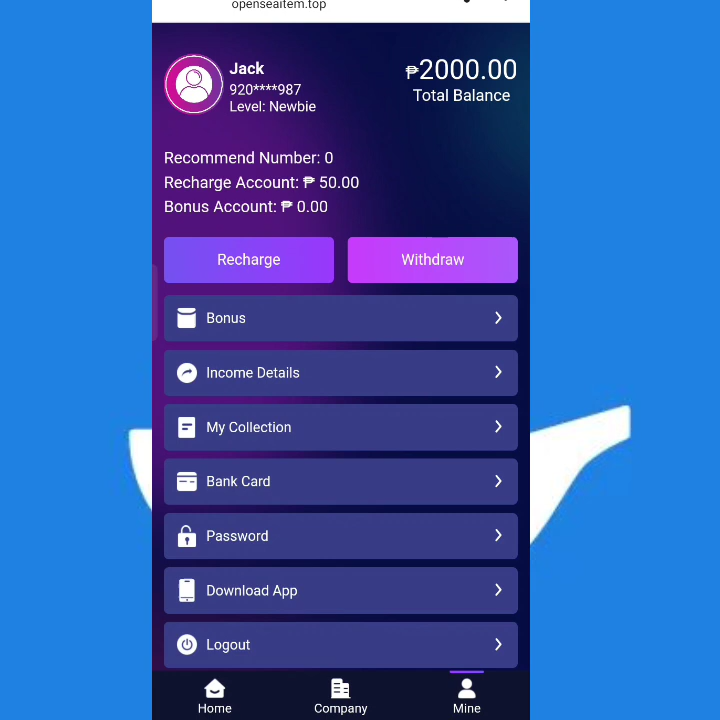 openseaitem.top
Jack
920****987
Level: Newbie
₱2000.00
Total Balance
Recommend Number: 0
Recharge Account: ₱ 50.00
Bonus Account: ₱ 0.00
Recharge
Withdraw
Bonus
Income Details
My Collection
Bank Card
Password
Download App
Logout
Home
Company
Mine